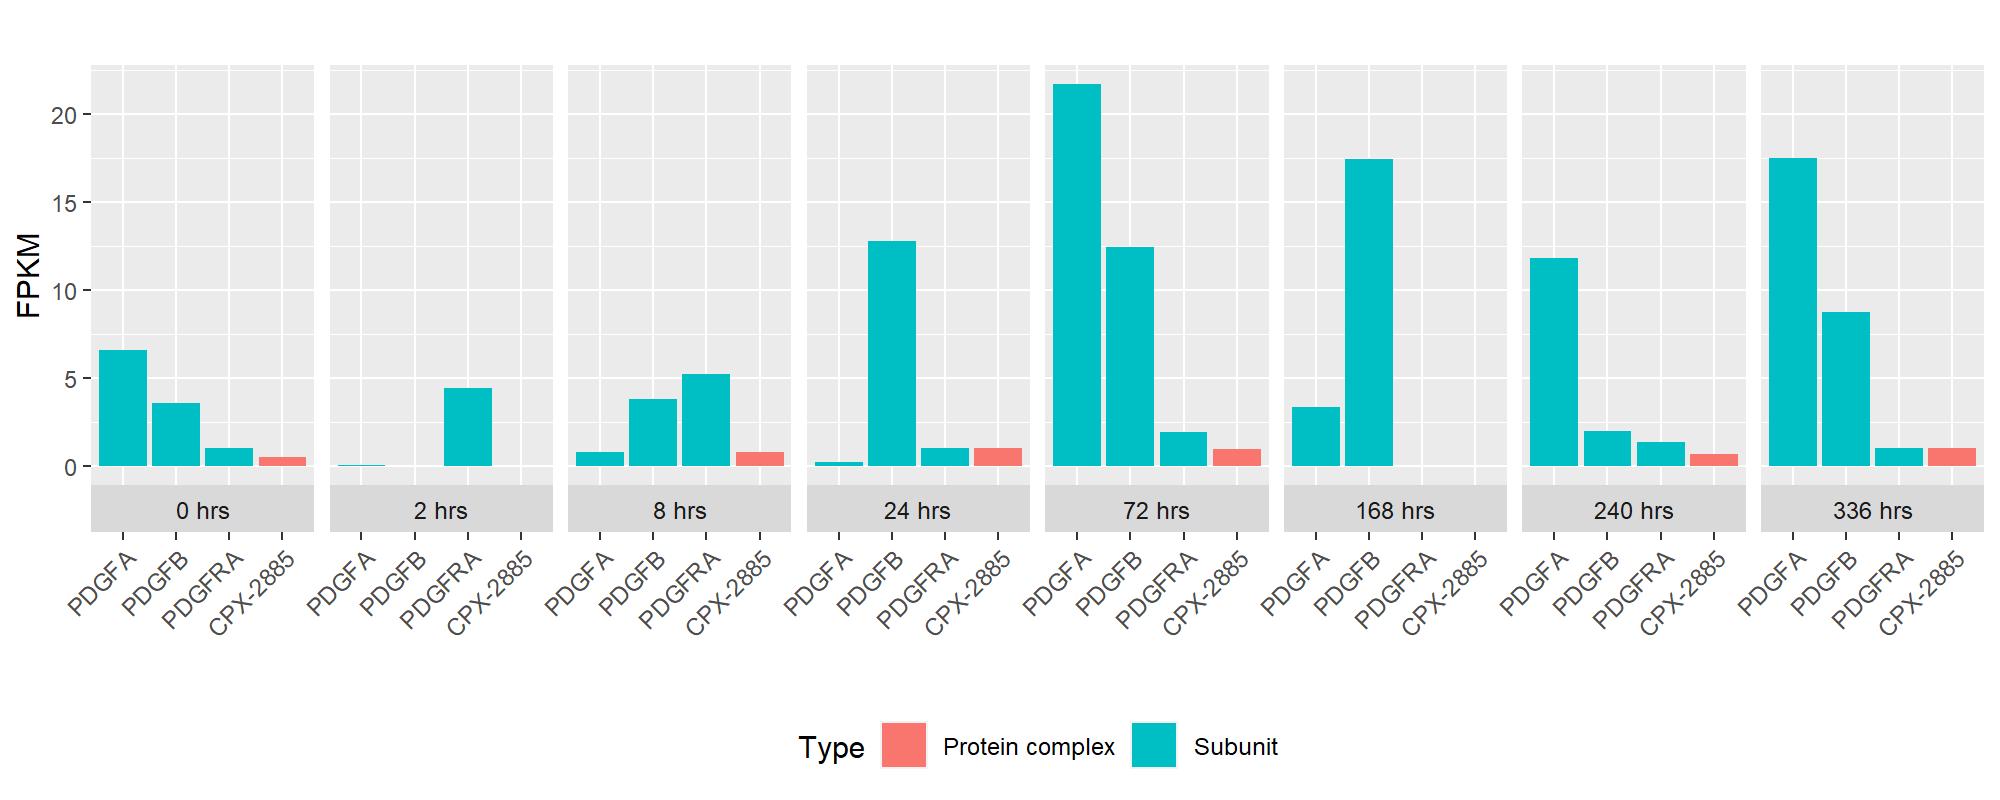 FPKM
20
15
10
5
0
0 hrs
2 hrs
8 hrs
24 hrs
72 hrs
168 hrs
240 hrs
336 hrs
PDGFA
PDGFB
PDGFRA
CPX-2885
PDGFA
PDGFB
PDGFRA
CPX-2885
PDGFA
PDGFB
PDGFRA
CPX-2885
PDGFA
PDGFB
PDGFRA
CPX-2885
PDGFA
PDGFB
PDGFRA
CPX-2885
PDGFA
PDGFB
PDGFRA
CPX-2885
PDGFA
PDGFB
PDGFRA
CPX-2885
PDGFA
PDGFB
PDGFRA
CPX-2885
Type Protein complex Subunit